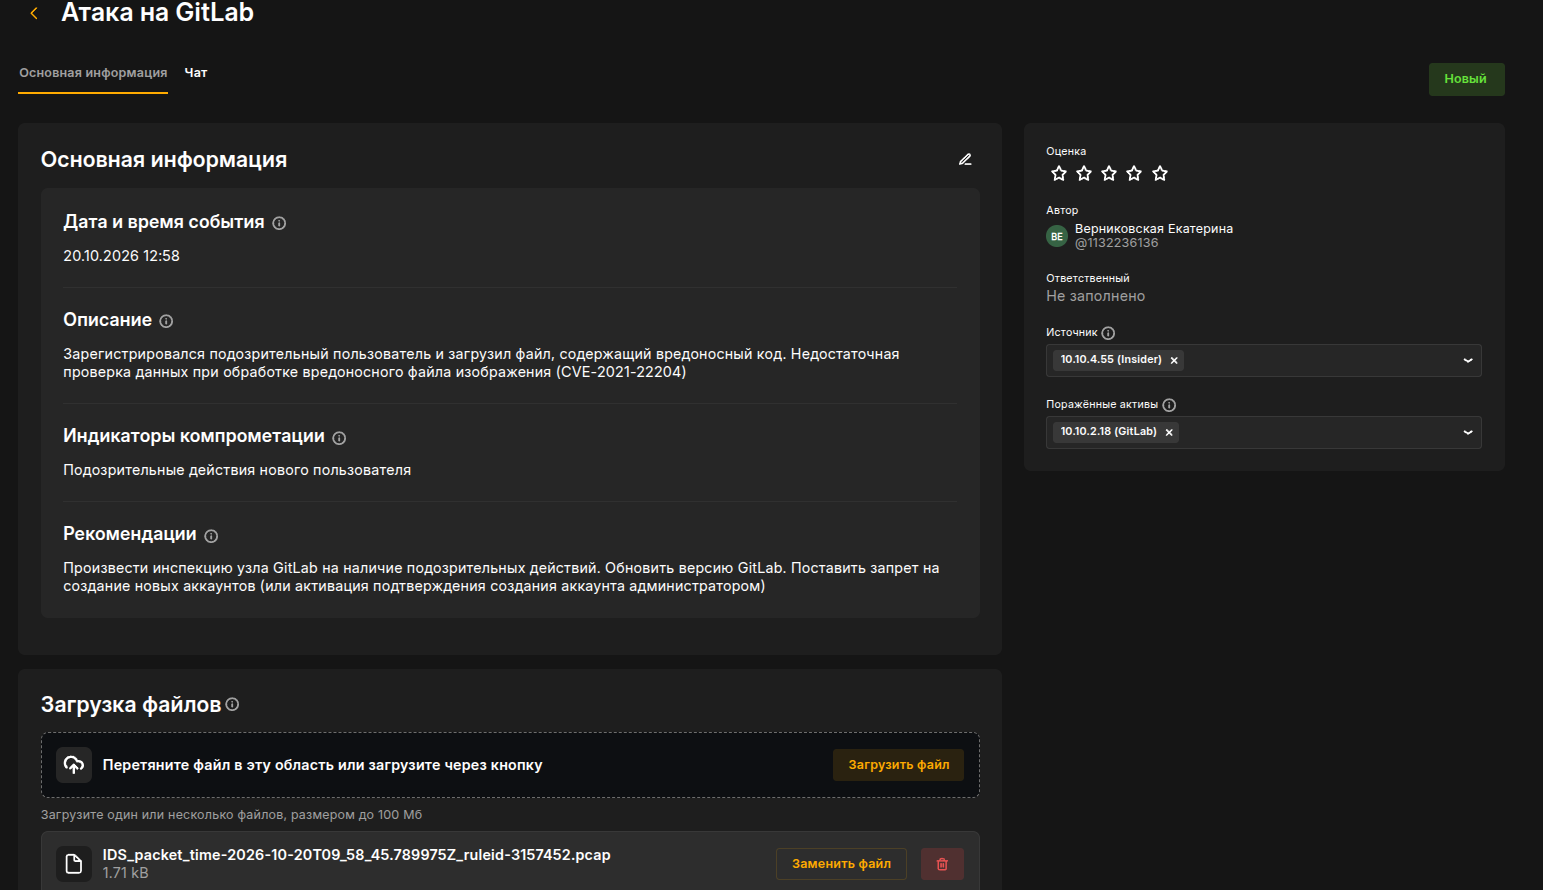 Атака на GitLab
Основная информация
Чат
Новый
Основная информация
Дата и время события
20.10.2026 12:58
Описание
Зарегистрировался подозрительный пользователь и загрузил файл, содержащий вредоносный код. Недостаточная
проверка данных при обработке вредоносного файла изображения (CVE-2021-22204)
Индикаторы компрометации
Подозрительные действия нового пользователя
Рекомендации
Произвести инспекцию узла GitLab на наличие подозрительных действий. Обновить версию GitLab. Поставить запрет на
создание новых аккаунтов (или активация подтверждения создания аккаунта администратором)
Загрузка файлов
Перетяните файл в эту область или загрузите через кнопку
Загрузить файл
Загрузите один или несколько файлов, размером до 100 Мб
IDS_packet_time-2026-10-20T09_58_45.789975Z_ruleid-3157452.pcap
1.71 kB
Заменить файл
Оценка
Автор
ВЕ
Верниковская Екатерина
@1132236136
Ответственный
Не заполнено
Источник
10.10.4.55 (Insider)
Поражённые активы
10.10.2.18 (GitLab)